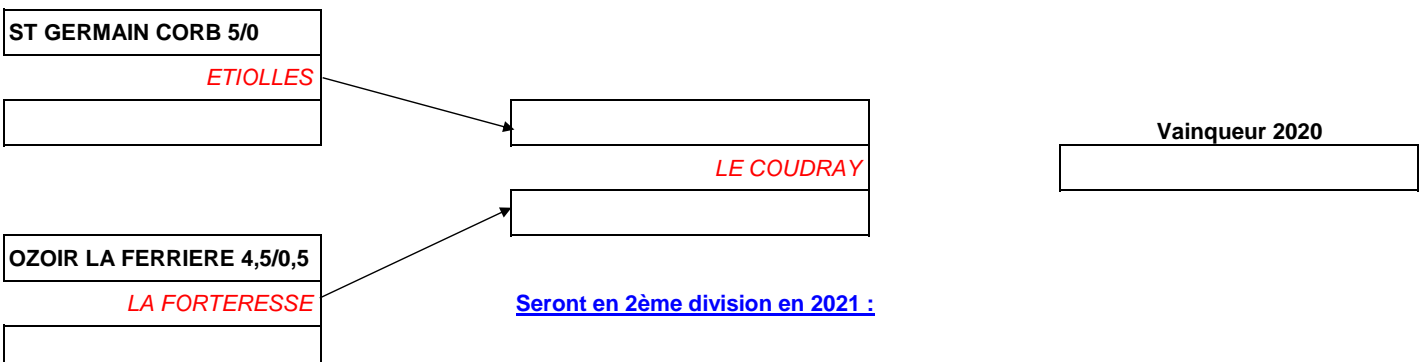 ST GERMAIN CORB 5/0
ETIOLLES
Vainqueur 2020
LE COUDRAY
OZOIR LA FERRIERE 4,5/0,5
LA FORTERESSE
Seront en 2ème division en 2021 :